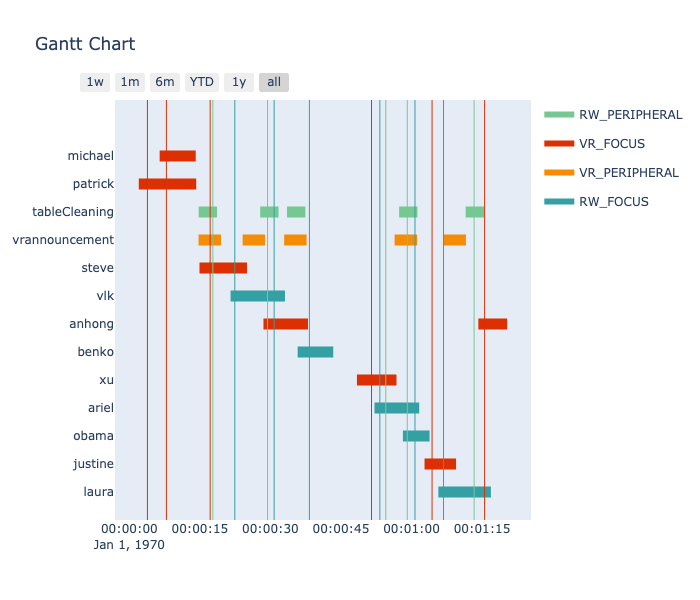 Gantt Chart
1w 1m 6m YTD 1y all
RW_PERIPHERAL
VR_FOCUS
VR_PERIPHERAL
RW_FOCUS
michael
patrick
tableCleaning
vrannouncement
steve
vlk
anhong
benko
xu
ariel
obama
justine
laura
00:00:00 00:00:15 00:00:30 00:00:45 00:01:00 00:01:15
Jan 1, 1970